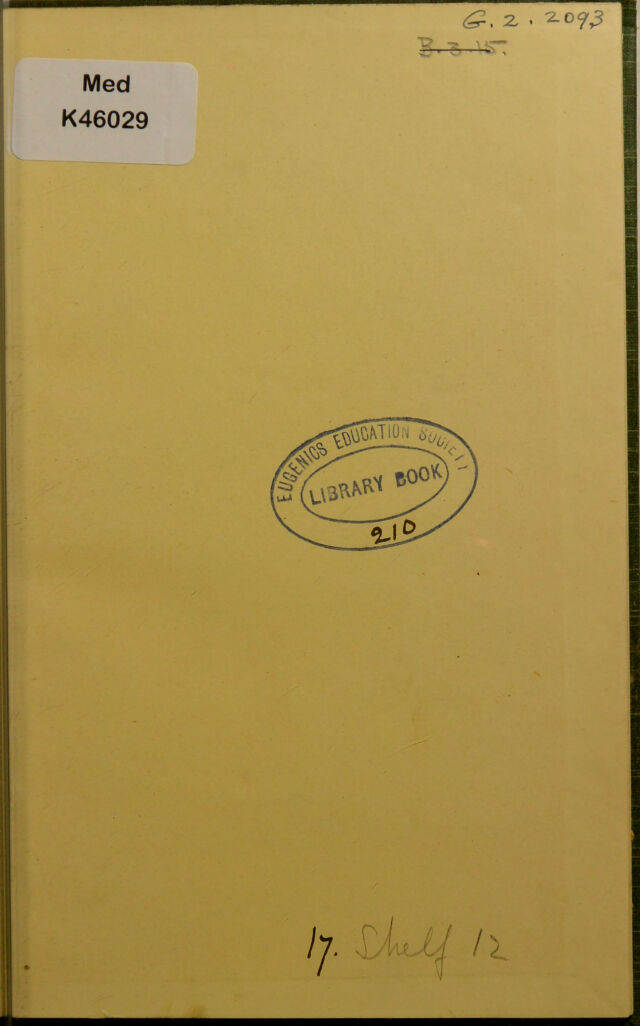 G. 2. 2093
B.3.15.
Med
K46029
EUGENICS EDUCATION SOCIETY
LIBRARY BOOK
210
17. Shelf 12